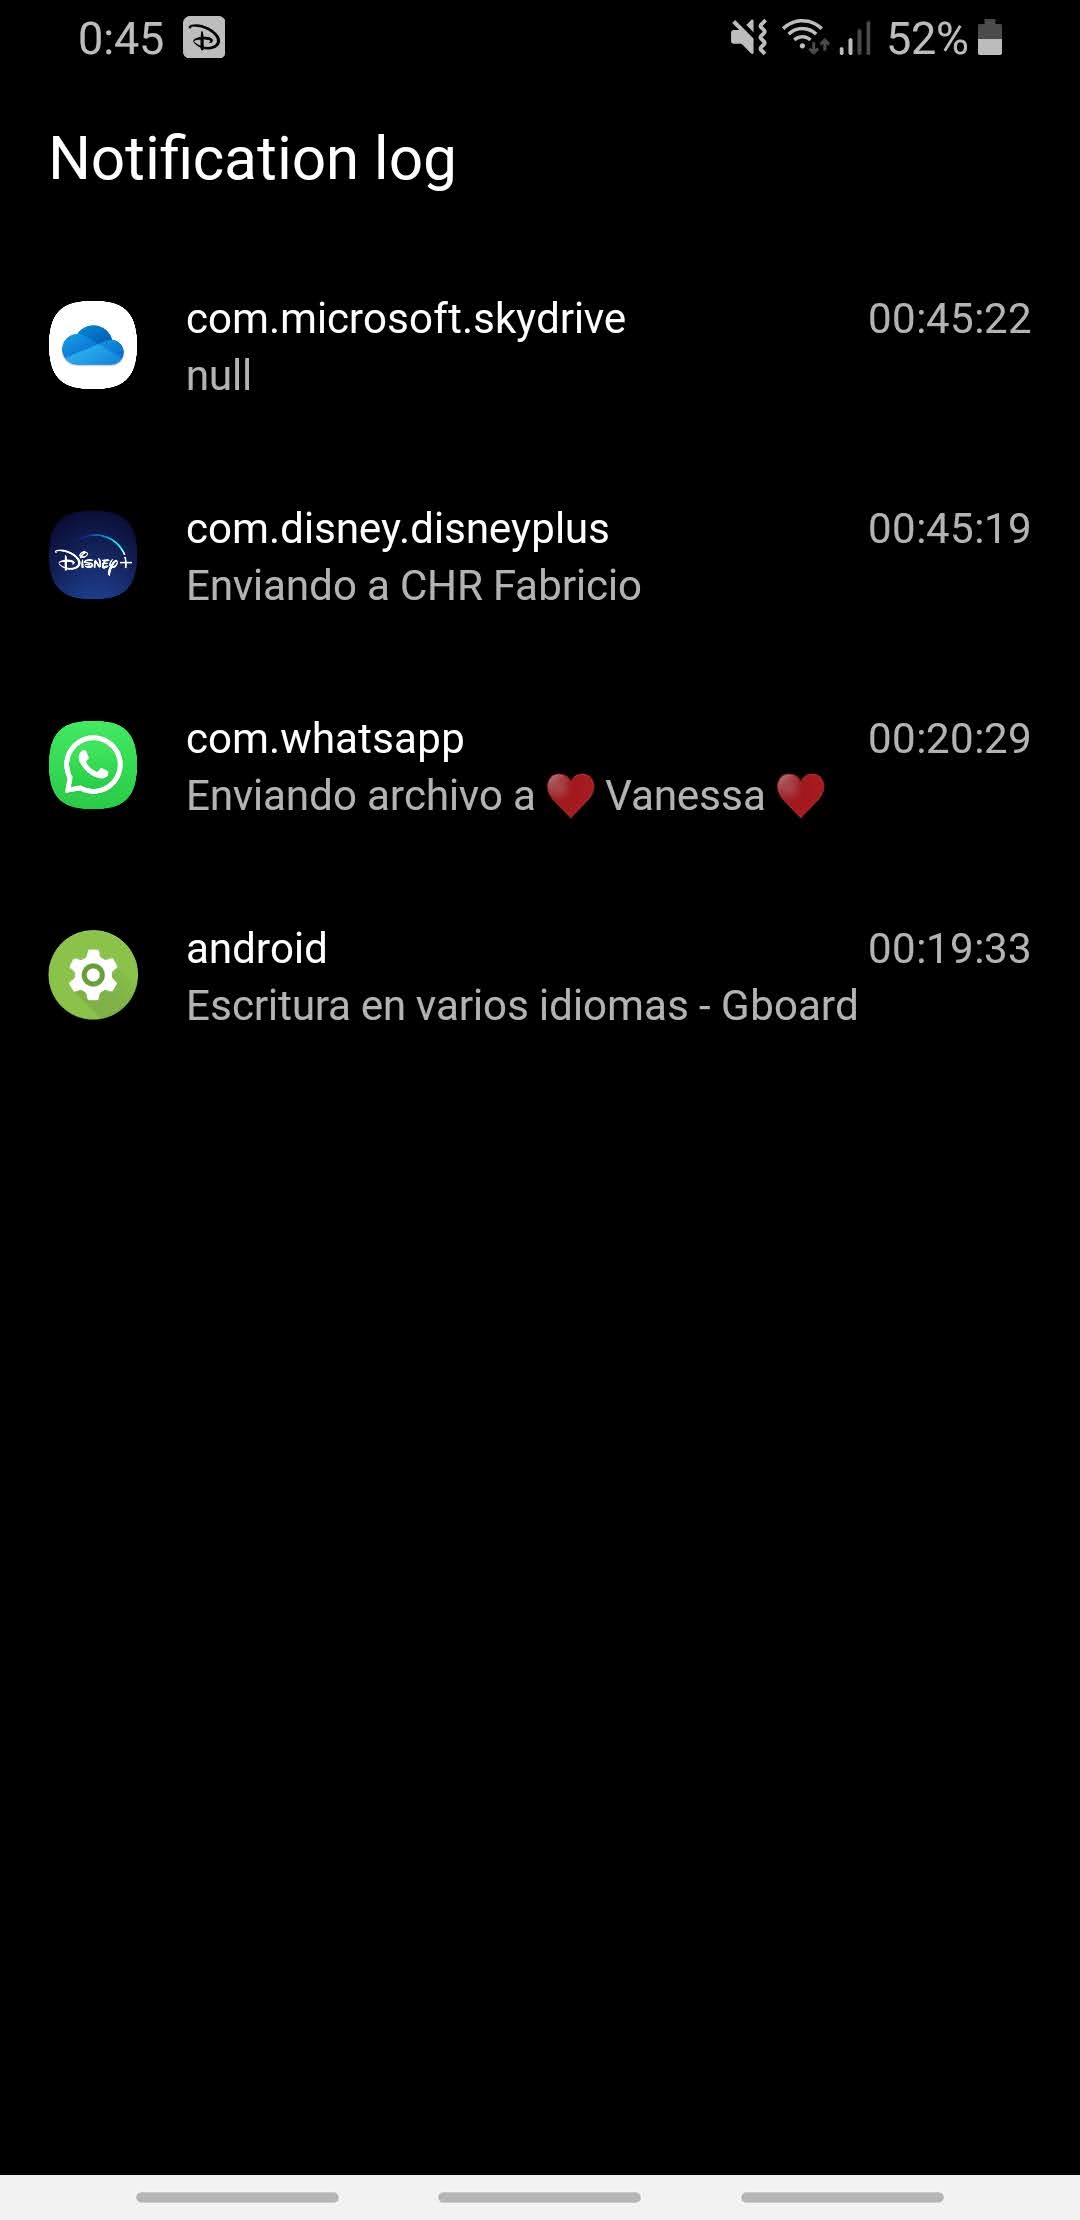 0:45 52%
Notification log
com.microsoft.skydrive 00:45:22
null
Disney+
com.disney.disneyplus 00:45:19
Enviando a CHR Fabricio
com.whatsapp 00:20:29
Enviando archivo a ♥ Vanessa ♥
android 00:19:33
Escritura en varios idiomas - Gboard